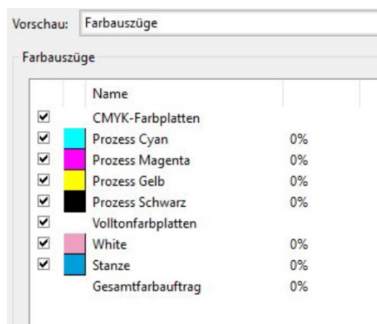 Vorschau: Farbauszüge
Farbauszüge
Name
CMYK-Farbplatten
Prozess Cyan 0%
Prozess Magenta 0%
Prozess Gelb 0%
Prozess Schwarz 0%
Volltonfarbplatten
White 0%
Stanze 0%
Gesamtfarbauftrag 0%